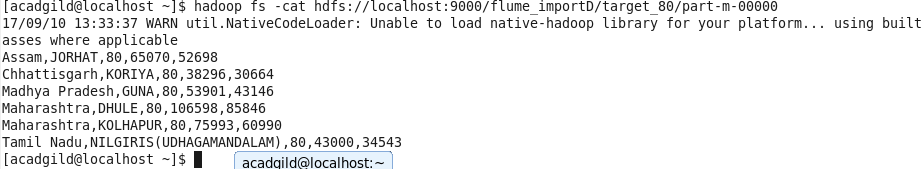 [acadgild@localhost ~]$ hadoop fs -cat hdfs://localhost:9000/flume_importD/target_80/part-m-00000
17/09/10 13:33:37 WARN util.NativeCodeLoader: Unable to load native-hadoop library for your platform... using built
asses where applicable
Assam,JORHAT,80,65070,52698
Chhattisgarh,KORIYA,80,38296,30664
Madhya Pradesh,GUNA,80,53901,43146
Maharashtra,DHULE,80,106598,85846
Maharashtra,KOLHAPUR,80,75993,60990
Tamil Nadu,NILGIRIS(UDHAGAMANDALAM),80,43000,34543
[acadgild@localhost ~]$
acadgild@localhost:~